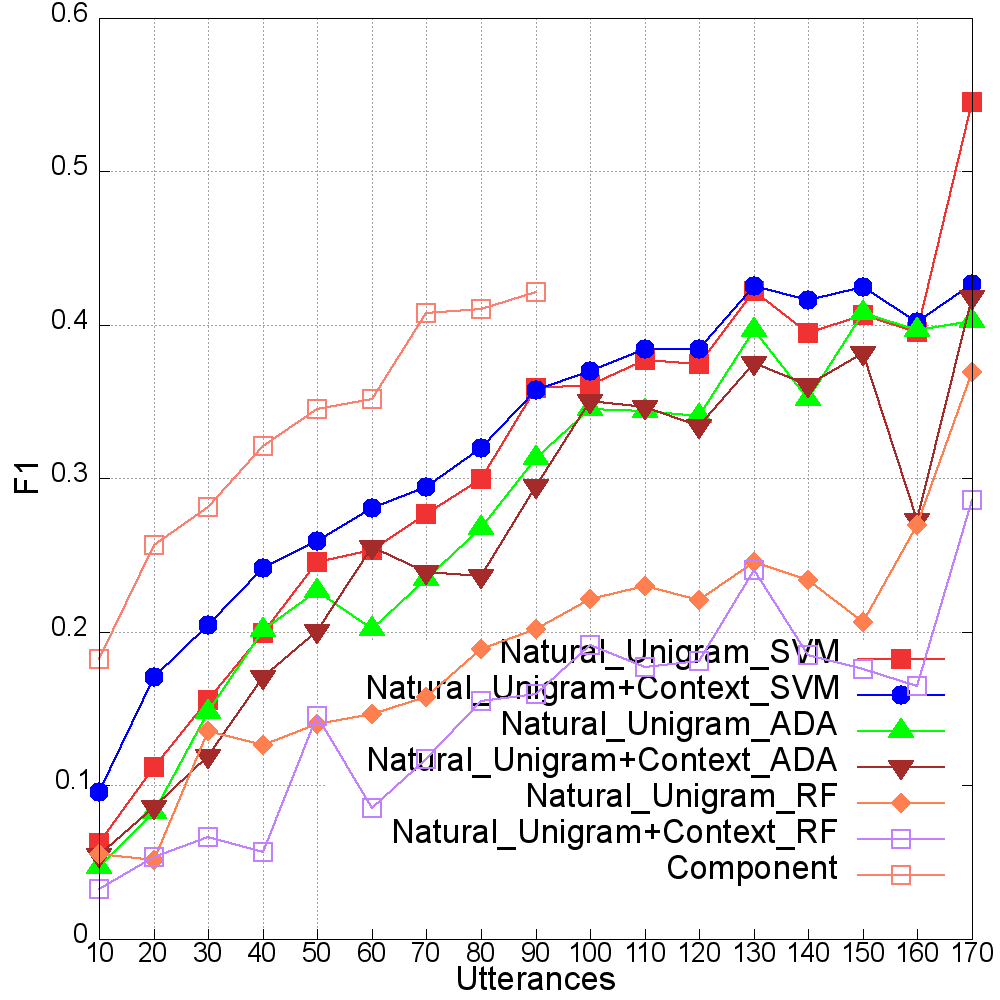 0.6
0.5
0.4
0.3
0.2
0.1
0
F1
10 20 30 40 50 60 70 80 90 100 110 120 130 140 150 160 170
Utterances
Natural_Unigram_SVM
Natural_Unigram+Context_SVM
Natural_Unigram_ADA
Natural_Unigram+Context_ADA
Natural_Unigram_RF
Natural_Unigram+Context_RF
Component